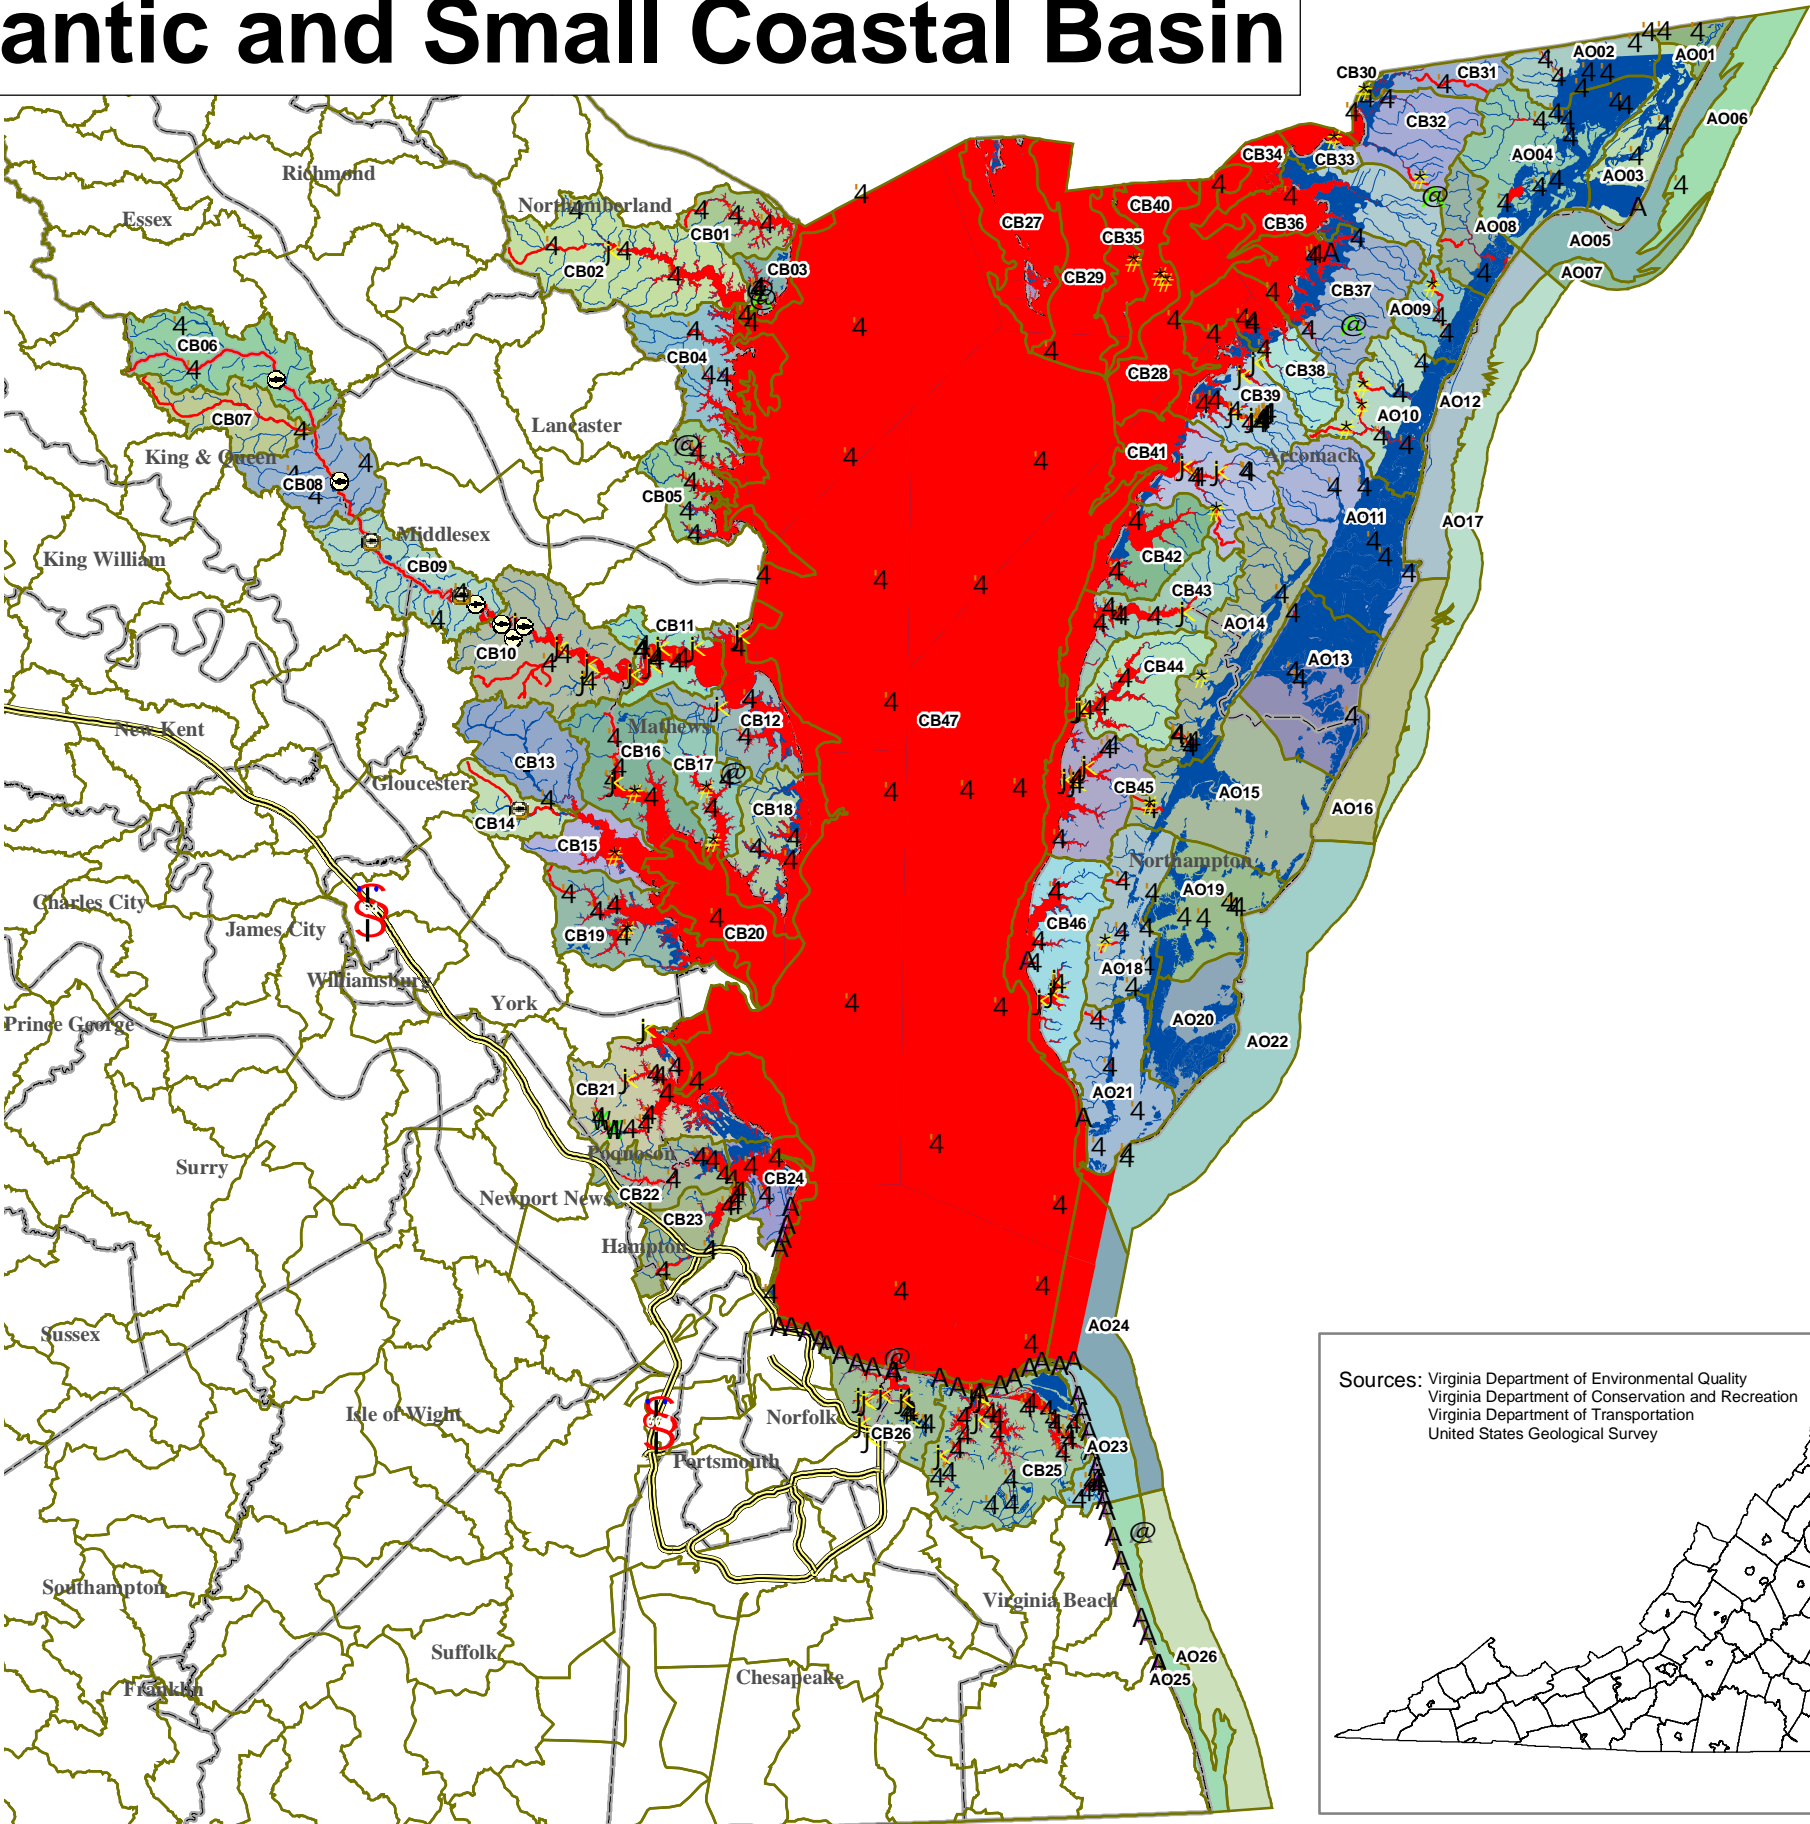 antic and Small Coastal Basin
CB30
CB31
AO02
AO01
AO06
CB32
CB34
CB33
AO04
AO03
Richmond
Northumberland
Essex
CB01
CB27
CB40
CB35
CB36
AO08
AO05
CB02
CB03
CB29
AO07
CB37
AO09
CB06
CB04
CB28
CB38
CB39
AO12
CB07
Lancaster
AO10
King & Queen
CB41
Accomack
CB08
CB05
AO11
AO17
Middlesex
King William
CB09
CB42
CB43
CB11
AO14
CB10
CB44
AO13
New Kent
Mathews
CB12
CB47
CB16
CB13
CB17
Gloucester
CB45
AO15
CB14
CB18
AO16
CB15
Northampton
AO19
Charles City
James City
CB46
CB19
CB20
AO18
Williamsburg
York
Prince George
AO20
AO22
CB21
AO21
Poquoson
Surry
CB24
Newport News
CB22
CB23
Hampton
AO24
Sussex
Isle of Wight
Norfolk
CB26
AO23
Portsmouth
CB25
Sources: Virginia Department of Environmental Quality
Virginia Department of Conservation and Recreation
Virginia Department of Transportation
United States Geological Survey
Southampton
Virginia Beach
Suffolk
AO26
Chesapeake
AO25
Franklin